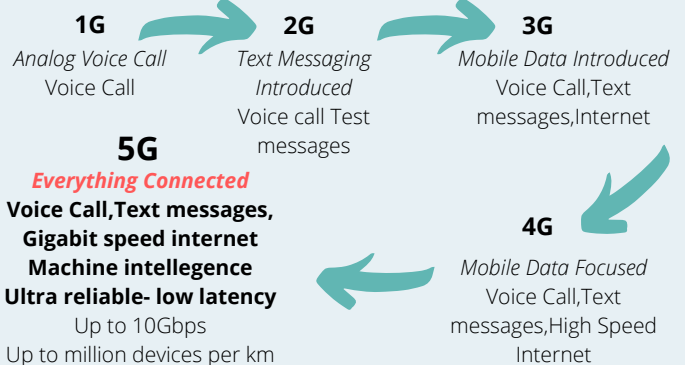 1G
Analog Voice Call
Voice Call
2G
Text Messaging
Introduced
Voice call Test
messages
3G
Mobile Data Introduced
Voice Call,Text
messages,Internet
4G
Mobile Data Focused
Voice Call,Text
messages,High Speed
Internet
5G
Everything Connected
Voice Call,Text messages,
Gigabit speed internet
Machine intellegence
Ultra reliable- low latency
Up to 10Gbps
Up to million devices per km